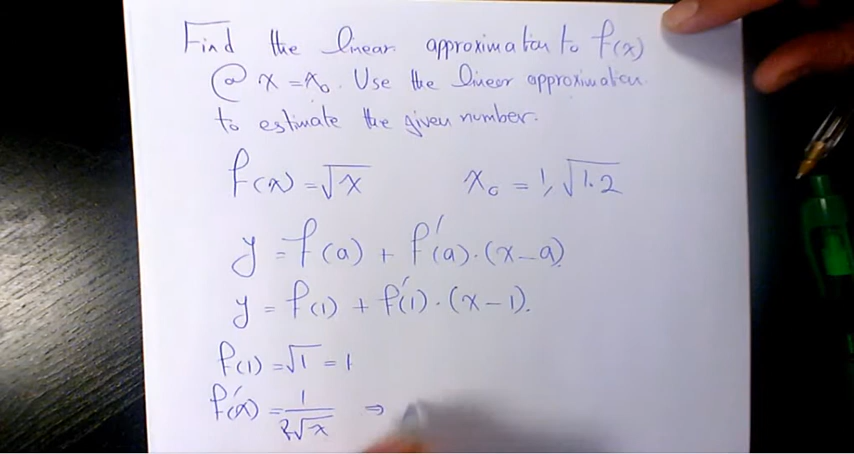 Find the linear approximation to f(x)
@ x = x₀. Use the linear approximation
to estimate the given number.
f(x) = √x x₀ = 1, √1.2
y = f(a) + f'(a)·(x-a)
y = f(1) + f'(1)·(x-1).
f(1) = √1 = 1
f'(x) = 1/(2√x) ⇒